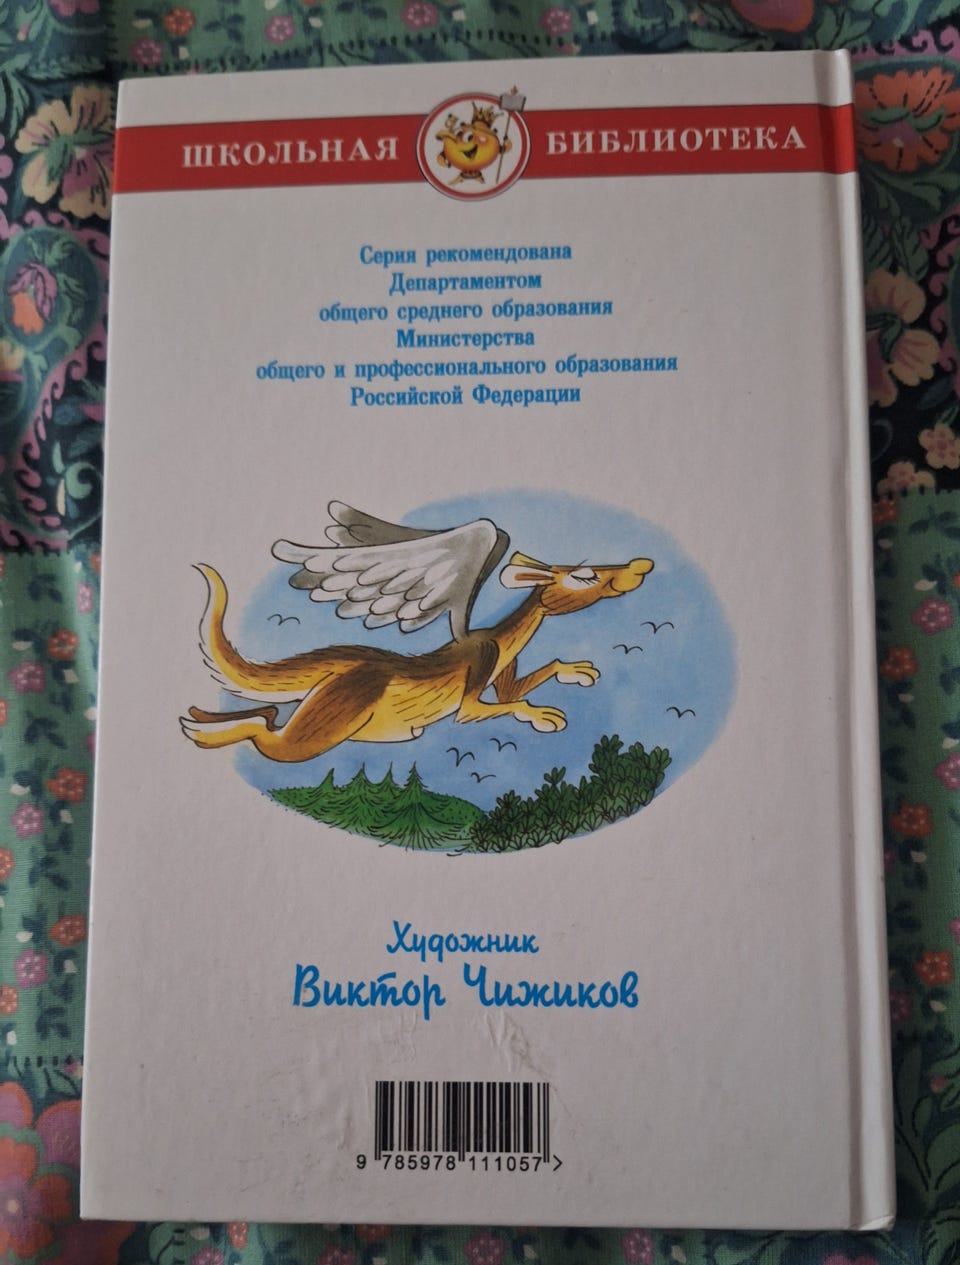 ШКОЛЬНАЯ БИБЛИОТЕКА
Серия рекомендована
Департаментом
общего среднего образования
Министерства
общего и профессионального образования
Российской Федерации
Художник
Виктор Чижиков
9 785978 111057 >